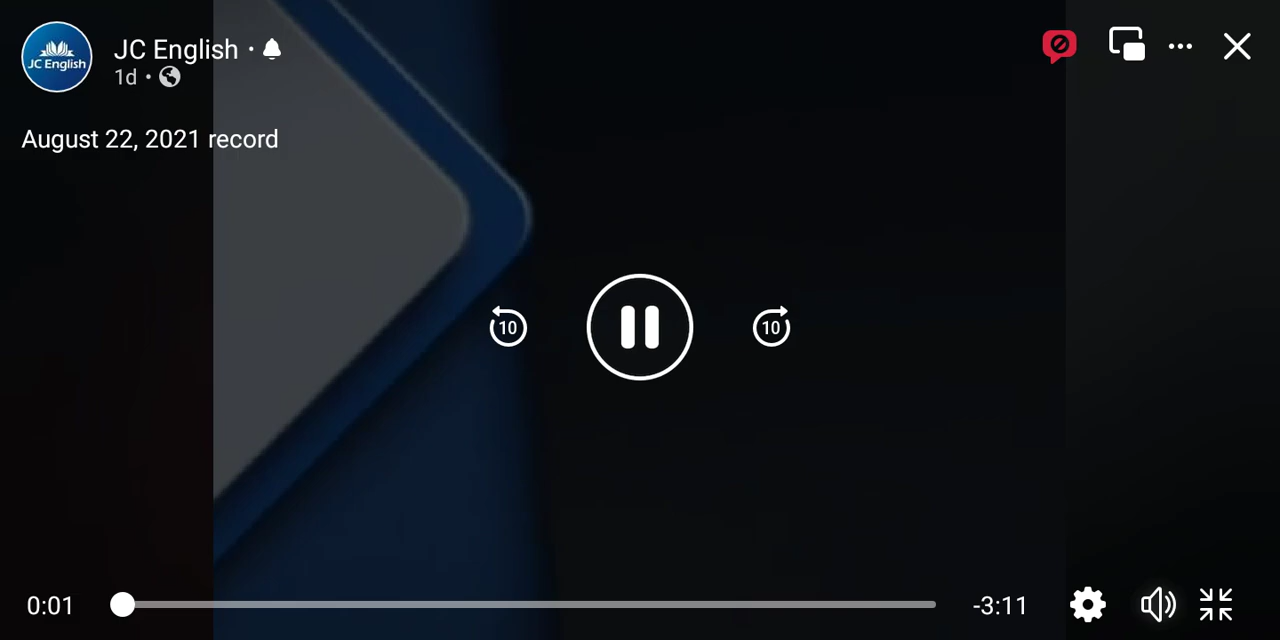 JC English
JC English ·
1d ·
August 22, 2021 record
10
10
0:01
-3:11